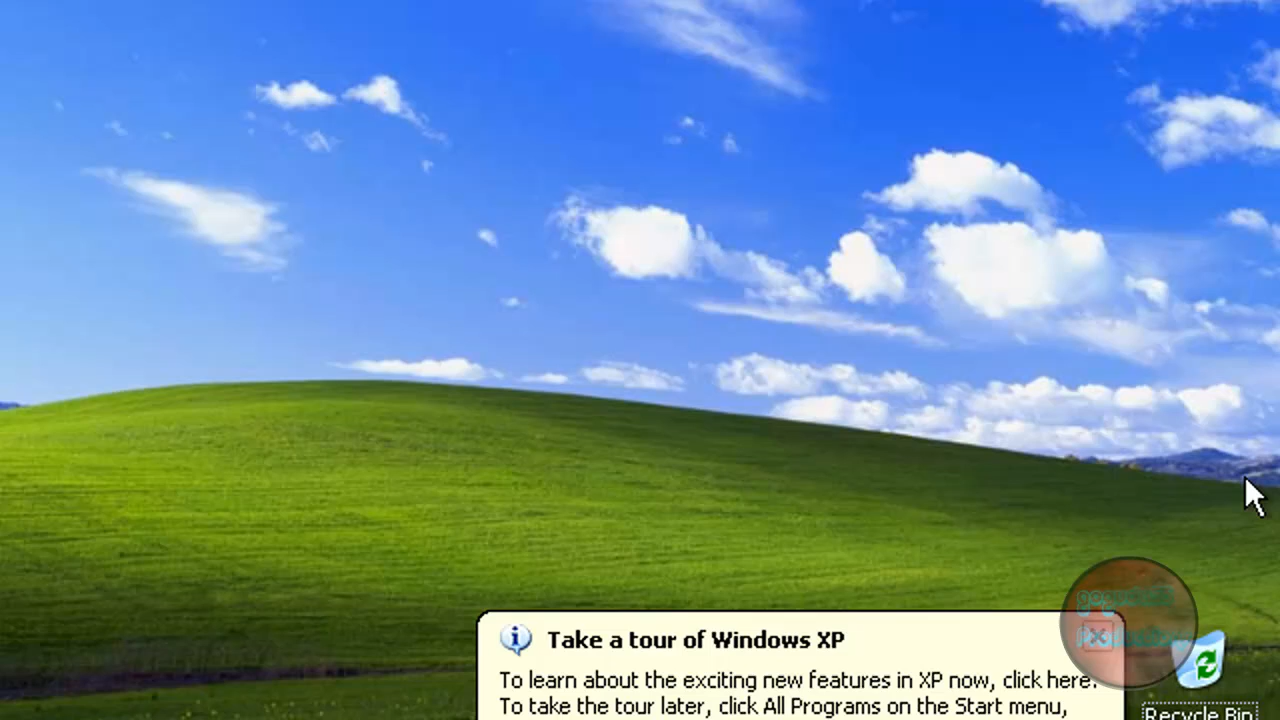 Take a tour of Windows XP
To learn about the exciting new features in XP now, click here.
To take the tour later, click All Programs on the Start menu,
Recycle Bin